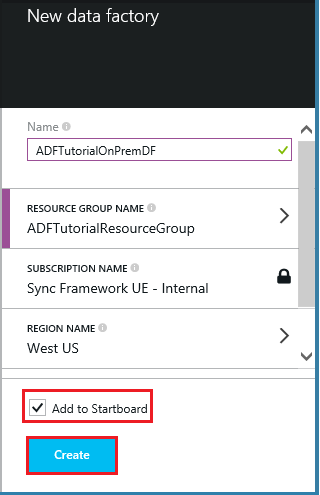 New data factory
Name
ADFTutorialOnPremDF
RESOURCE GROUP NAME
ADFTutorialResourceGroup
SUBSCRIPTION NAME
Sync Framework UE - Internal
REGION NAME
West US
Add to Startboard
Create